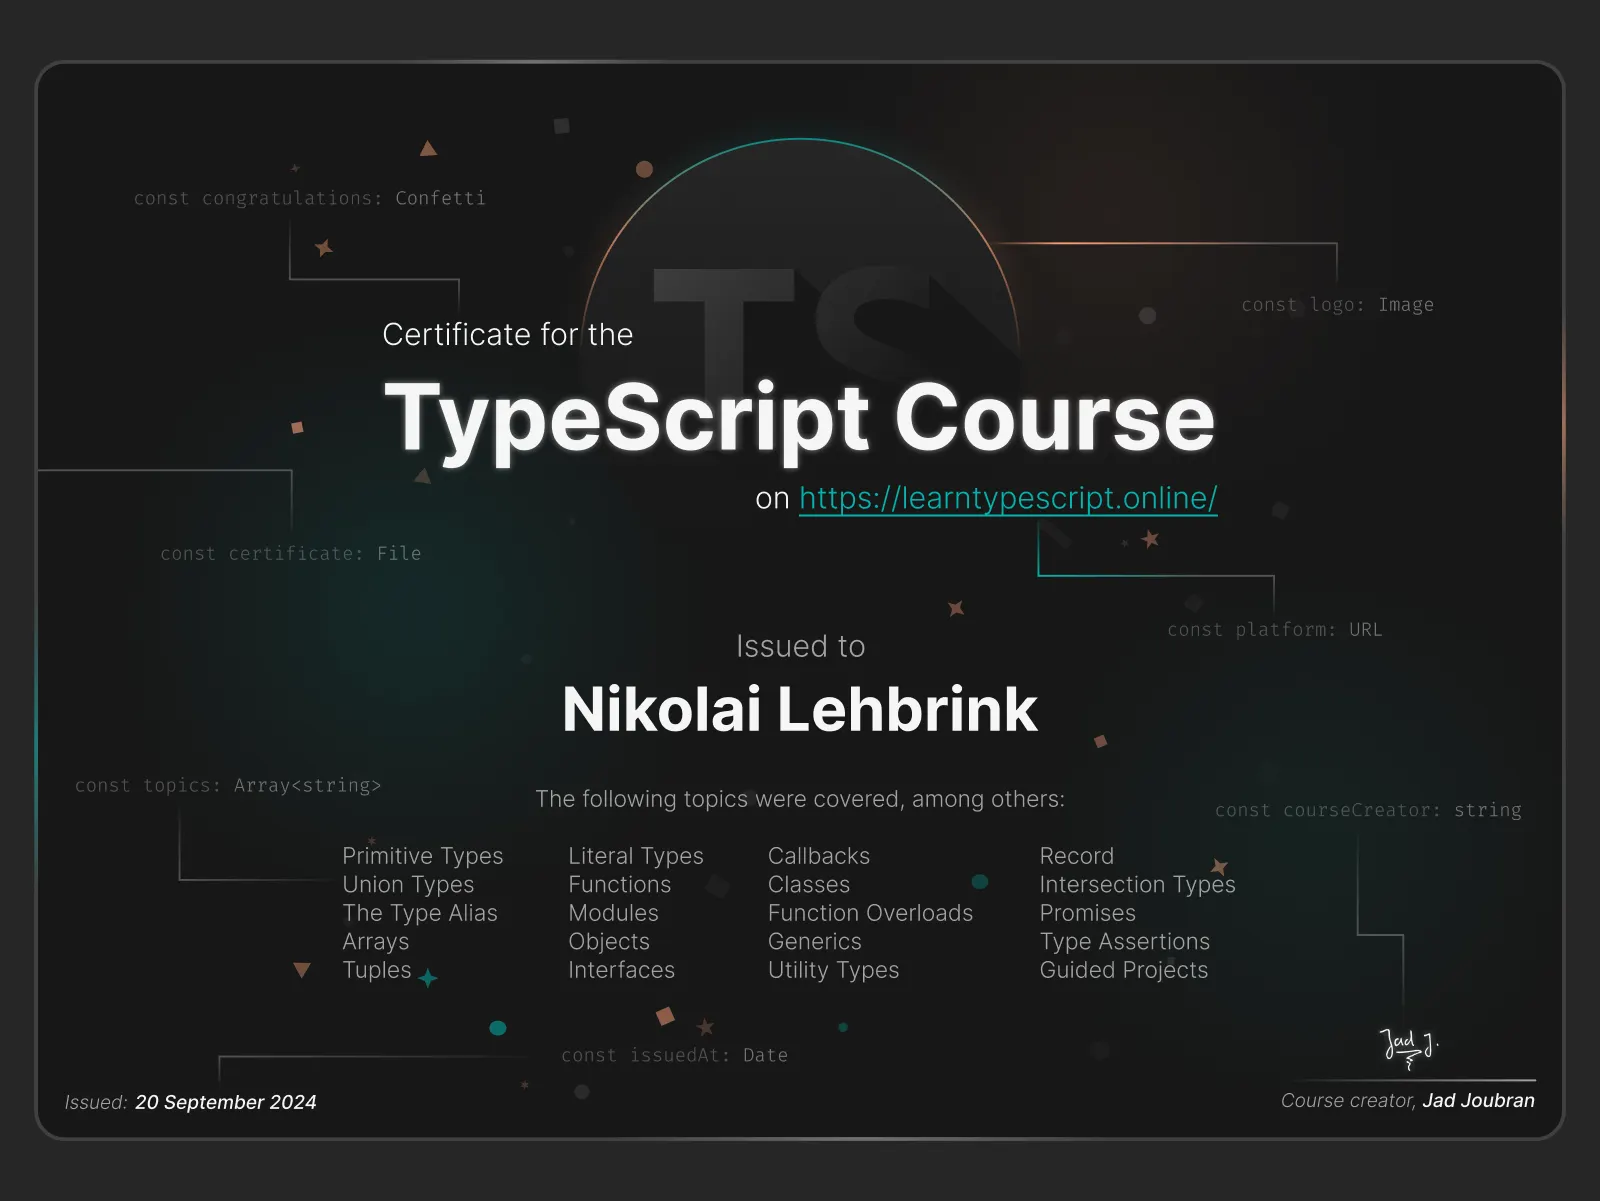 const congratulations: Confetti
TS
const logo: Image
Certificate for the
TypeScript Course
on https://learntypescript.online/
const certificate: File
const platform: URL
Issued to
Nikolai Lehbrink
const topics: Array<string>
The following topics were covered, among others:
const courseCreator: string
Primitive Types
Union Types
The Type Alias
Arrays
Tuples
Literal Types
Functions
Modules
Objects
Interfaces
Callbacks
Classes
Function Overloads
Generics
Utility Types
Record
Intersection Types
Promises
Type Assertions
Guided Projects
const issuedAt: Date
Jad J.
Issued: 20 September 2024
Course creator, Jad Joubran